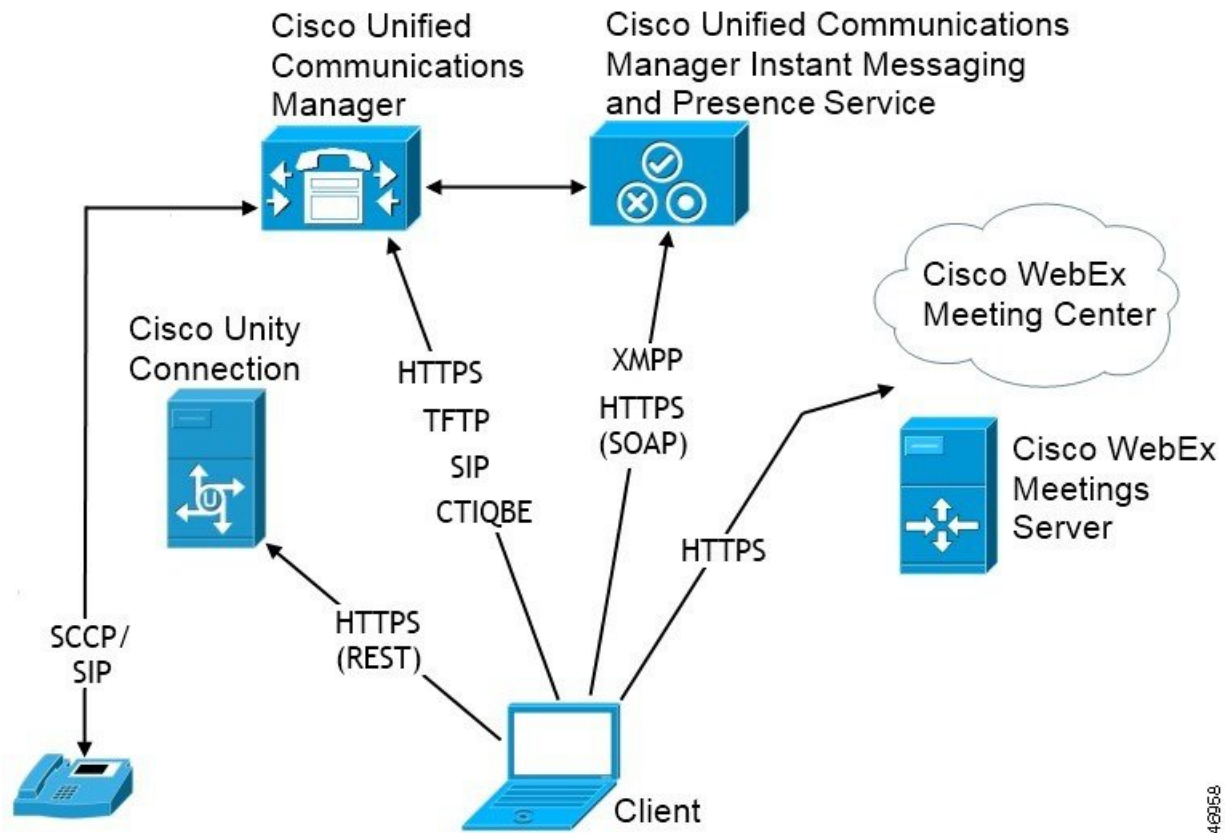 Cisco Unified
Communications
Manager
Cisco Unified Communications
Manager Instant Messaging
and Presence Service
Cisco WebEx
Meeting Center
Cisco Unity
Connection
HTTPS
TFTP
SIP
CTIQBE
XMPP
HTTPS
(SOAP)
Cisco WebEx
Meetings
Server
HTTPS
SCCP/
SIP
HTTPS
(REST)
U
Client
46958